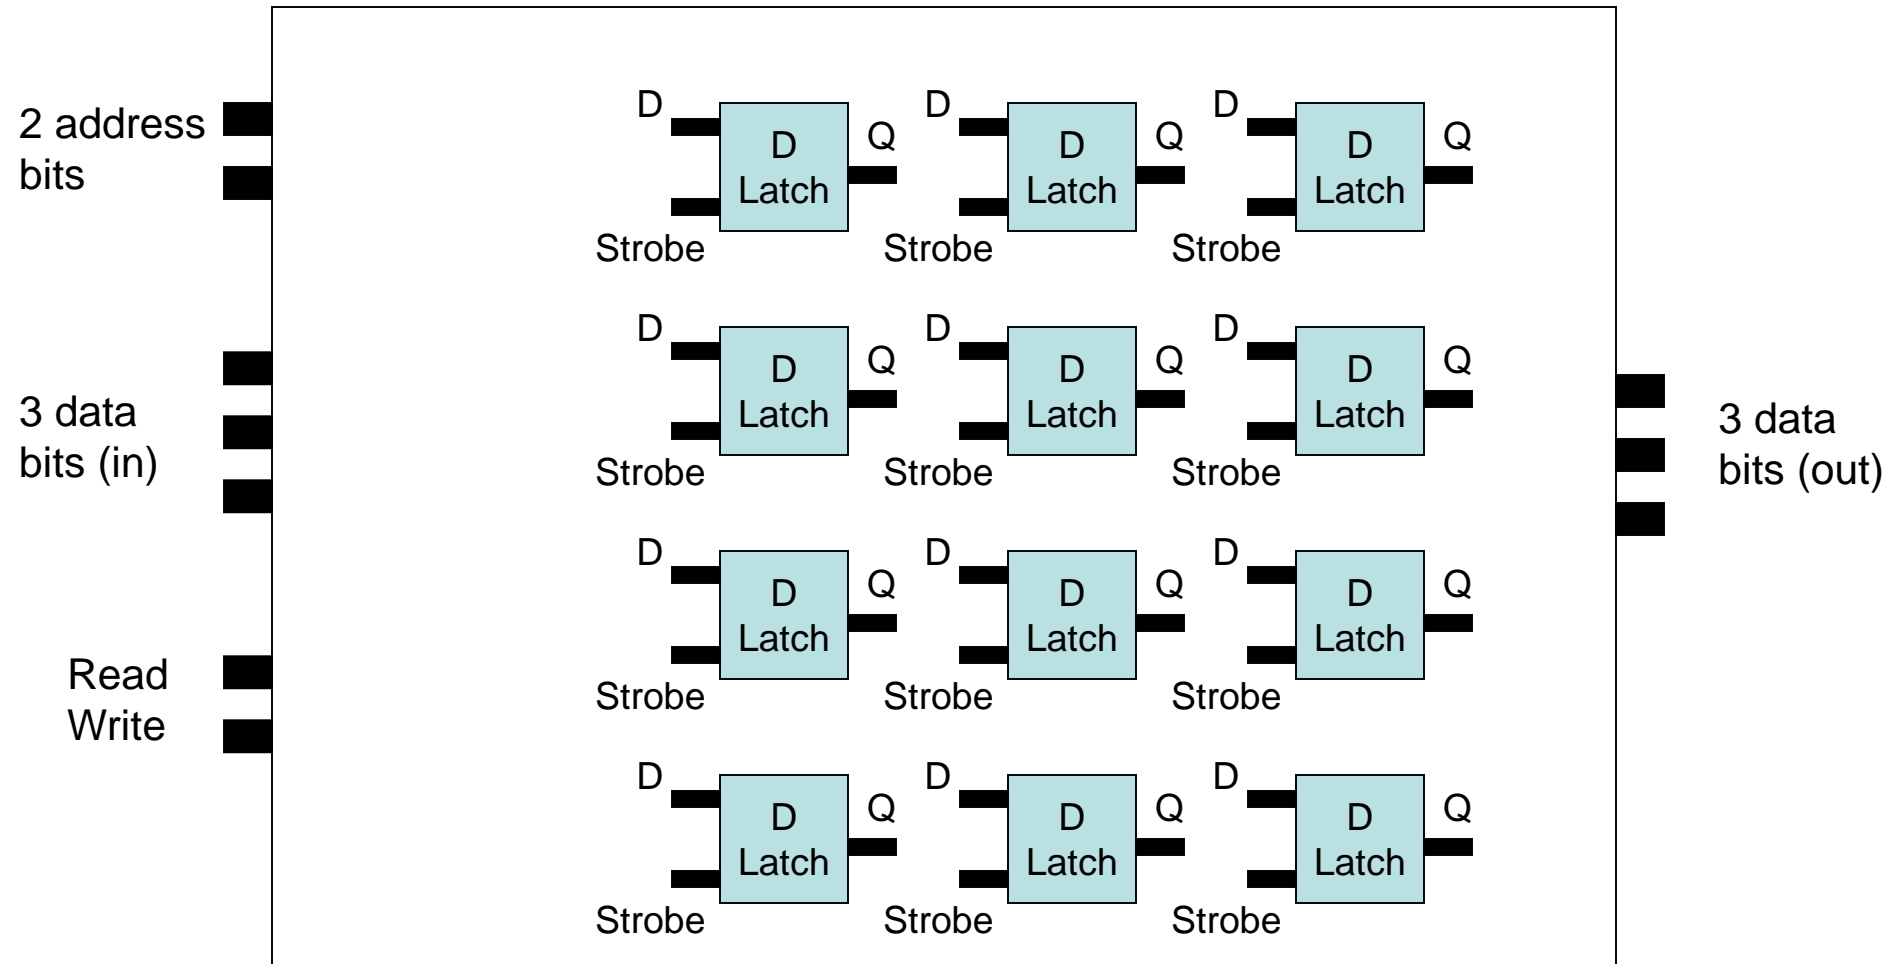 2 address
bits
3 data
bits (in)
Read
Write
D
D
Latch
Q
Strobe
D
D
Latch
Q
Strobe
D
D
Latch
Q
Strobe
D
D
Latch
Q
Strobe
D
D
Latch
Q
Strobe
D
D
Latch
Q
Strobe
D
D
Latch
Q
Strobe
D
D
Latch
Q
Strobe
D
D
Latch
Q
Strobe
D
D
Latch
Q
Strobe
D
D
Latch
Q
Strobe
D
D
Latch
Q
Strobe
3 data
bits (out)